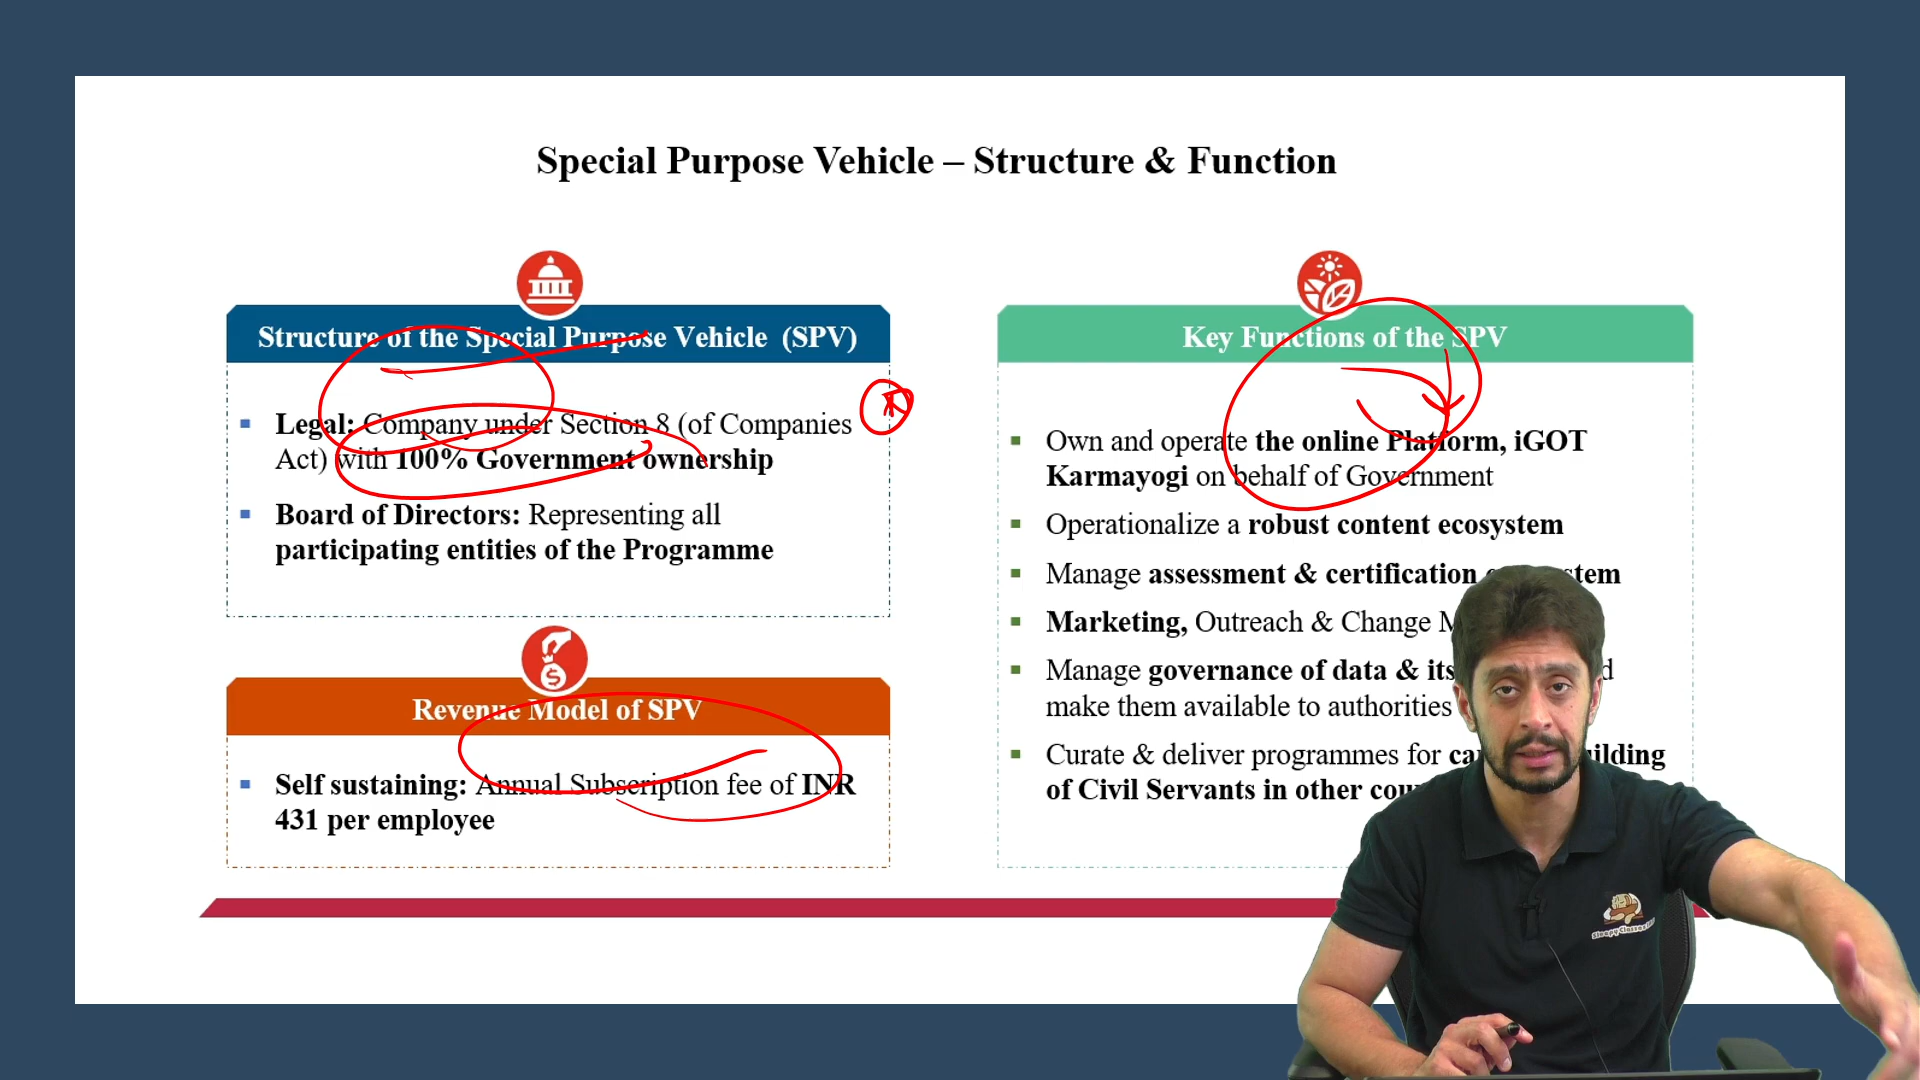 Special Purpose Vehicle – Structure & Function
Structure of the Special Purpose Vehicle (SPV)
Legal: Company under Section 8 (of Companies
Act) with 100% Government ownership
Board of Directors: Representing all
participating entities of the Programme
Revenue Model of SPV
Self sustaining: Annual Subscription fee of INR
431 per employee
Key Functions of the SPV
Own and operate the online Platform, iGOT
Karmayogi on behalf of Government
Operationalize a robust content ecosystem
Manage assessment & certification
Marketing, Outreach & Change
Manage governance of data & its
make them available to authorities
Curate & deliver programmes for
of Civil Servants in other
Sleepy Classes